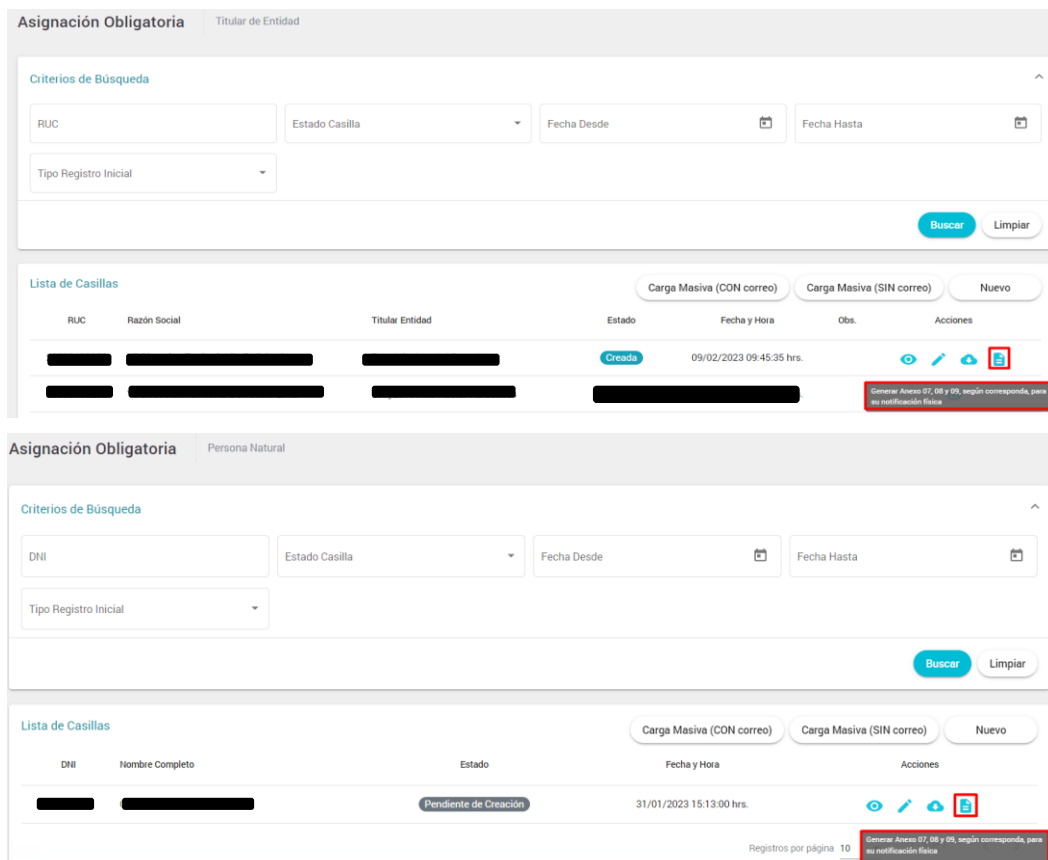 Asignación Obligatoria Titular de Entidad
Criterios de Búsqueda
RUC Estado Casilla Fecha Desde Fecha Hasta
Tipo Registro Inicial
Buscar Limpiar
Lista de Casillas Carga Masiva (CON correo) Carga Masiva (SIN correo) Nuevo
RUC Razón Social Titular Entidad Estado Fecha y Hora Obs. Acciones
Creada 09/02/2023 09:45:35 hrs.
Generar Anexo 07, 08 y 09, según corresponda, para
su notificación física
Asignación Obligatoria Persona Natural
Criterios de Búsqueda
DNI Estado Casilla Fecha Desde Fecha Hasta
Tipo Registro Inicial
Buscar Limpiar
Lista de Casillas Carga Masiva (CON correo) Carga Masiva (SIN correo) Nuevo
DNI Nombre Completo Estado Fecha y Hora Acciones
Pendiente de Creación 31/01/2023 15:13:00 hrs.
Registros por página 10
Generar Anexo 07, 08 y 09, según corresponda, para
su notificación física